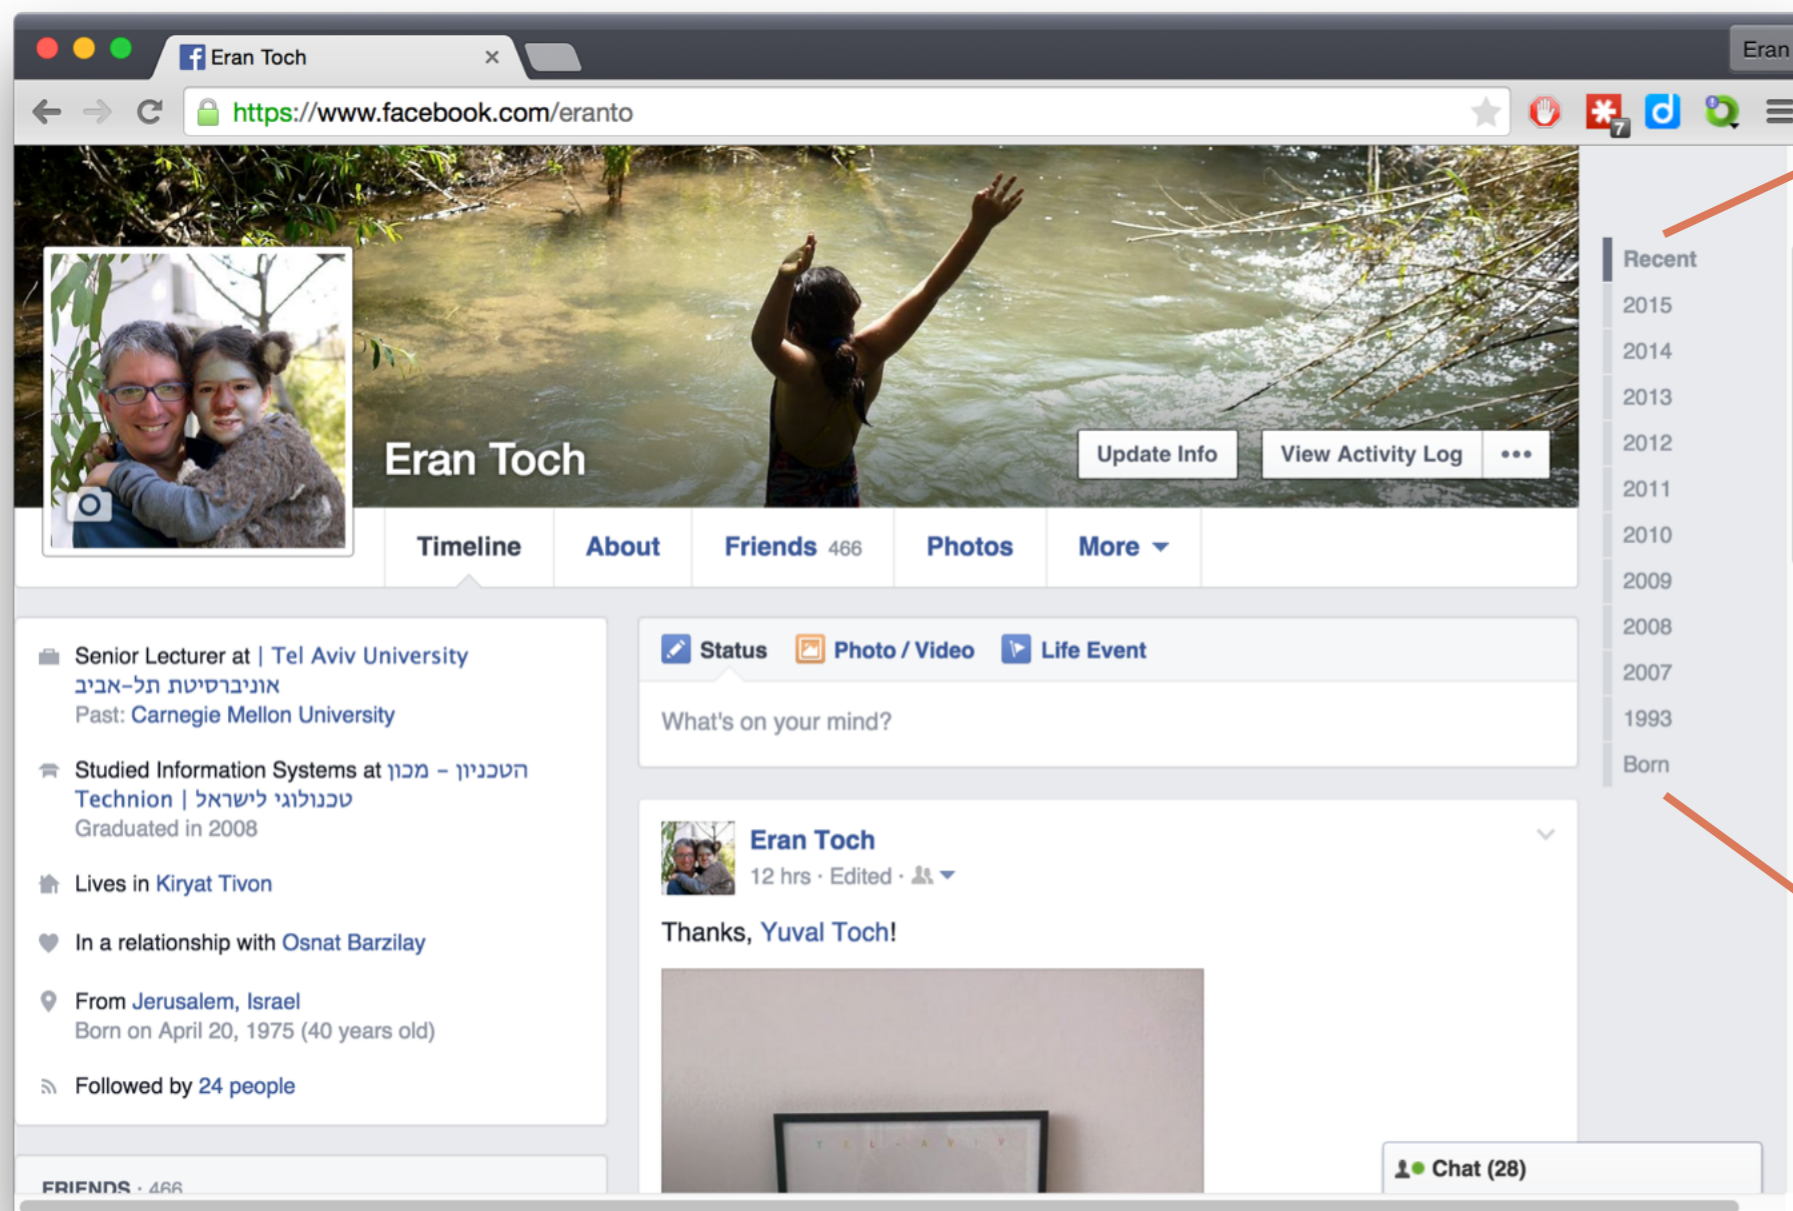 Eran Toch
Eran
https://www.facebook.com/eranto
7
Eran Toch
Update Info
View Activity Log
Timeline
About
Friends 466
Photos
More
Recent
2015
2014
2013
2012
2011
2010
2009
2008
2007
1993
Born
Senior Lecturer at Tel Aviv University |
אוניברסיטת תל-אביב
Past: Carnegie Mellon University
Studied Information Systems at הטכניון - מכון
טכנולוגי לישראל | Technion
Graduated in 2008
Lives in Kiryat Tivon
In a relationship with Osnat Barzilay
From Jerusalem, Israel
Born on April 20, 1975 (40 years old)
Followed by 24 people
FRIENDS · 466
Status
Photo / Video
Life Event
What's on your mind?
Eran Toch
12 hrs · Edited ·
Thanks, Yuval Toch!
TEL-AVIV
Chat (28)